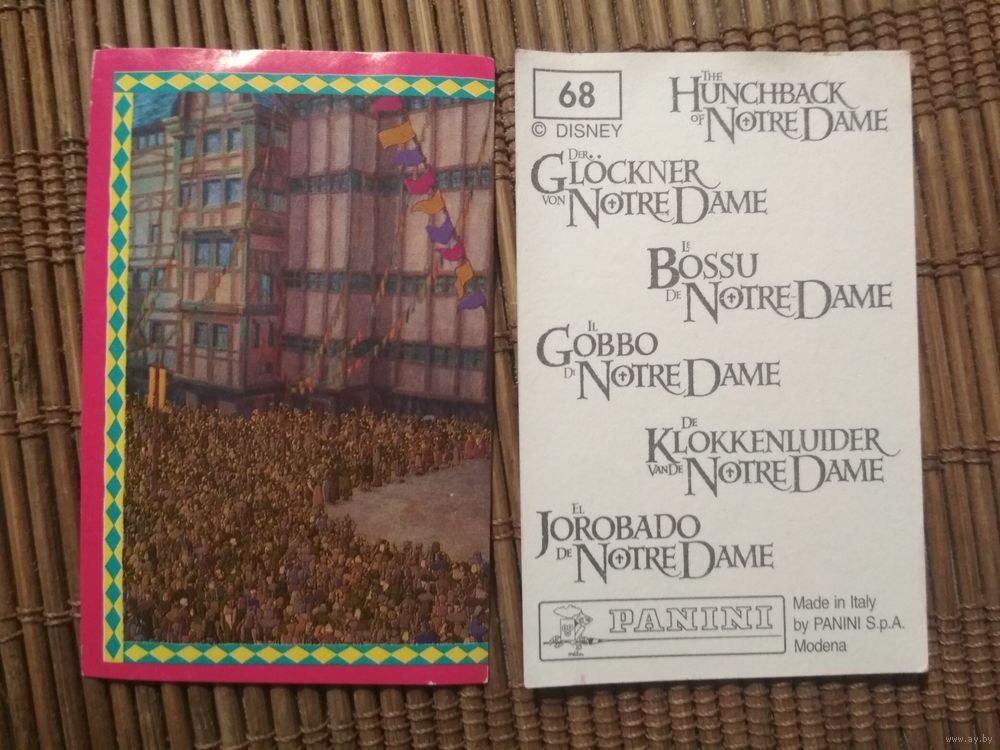 68
© DISNEY
THE
HUNCHBACK
OF NOTRE DAME
DER
GLÖCKNER
VON NOTRE DAME
LE
BOSSU
DE NOTRE-DAME
IL
GOBBO
DI NOTRE DAME
DE
KLOKKENLUIDER
VAN DE NOTRE DAME
EL
JOROBADO
DE NOTRE DAME
PANINI
Made in Italy
by PANINI S.p.A.
Modena
www.ay.by